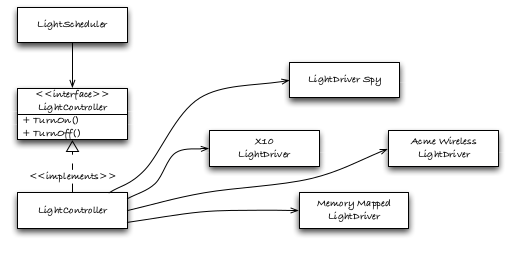 LightScheduler
<<interface>>
LightController
+ TurnOn()
+ TurnOff()
<<implements>>
LightController
LightDriver Spy
X10
LightDriver
Acme Wireless
LightDriver
Memory Mapped
LightDriver